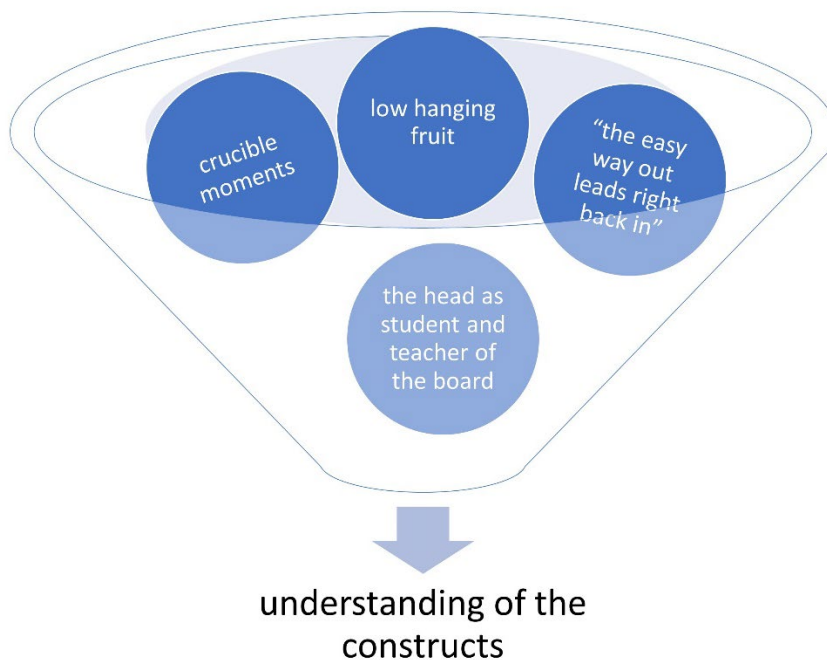 crucible
moments
low hanging
fruit
“the easy
way out
leads right
back in”
the head as
student and
teacher of
the board
understanding of the
constructs